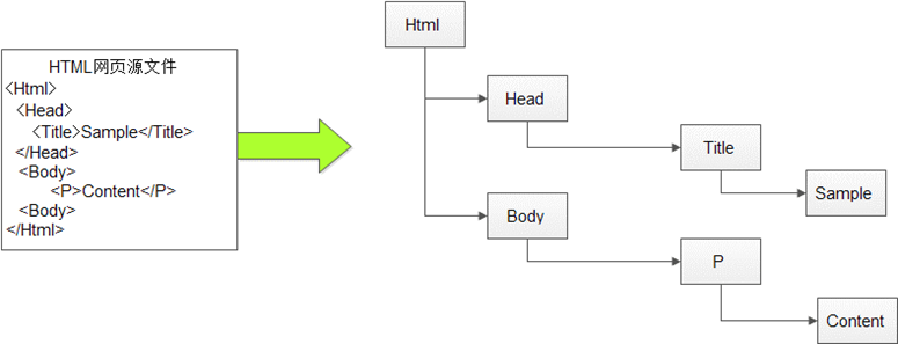 HTML网页源文件
<Html>
<Head>
<Title>Sample</Title>
</Head>
<Body>
<P>Content</P>
<Body>
</Html>
Html
Head
Title
Sample
Body
P
Content